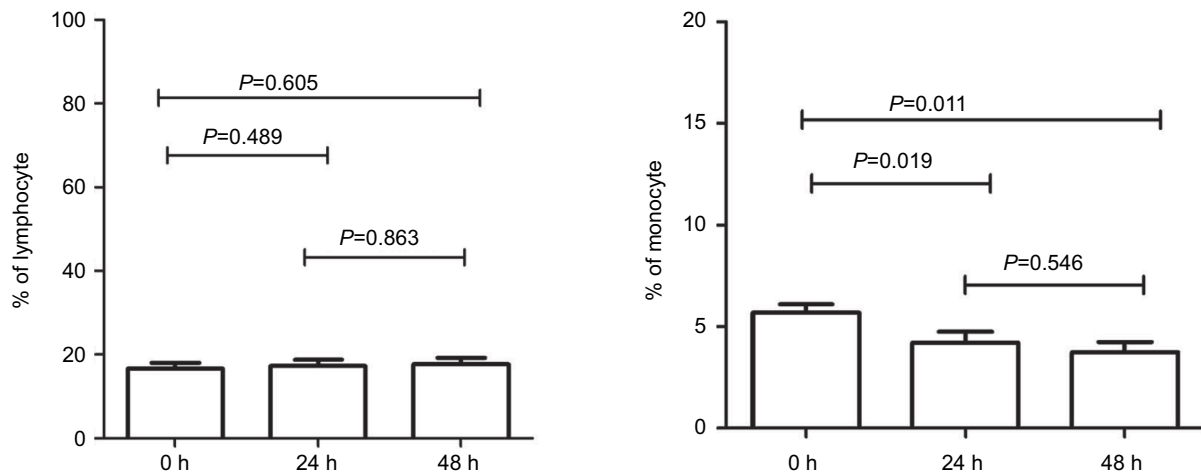 % of lymphocyte
100
80
60
40
20
0
P=0.605
P=0.489
P=0.863
0 h 24 h 48 h
% of monocyte
20
15
10
5
0
P=0.011
P=0.019
P=0.546
0 h 24 h 48 h